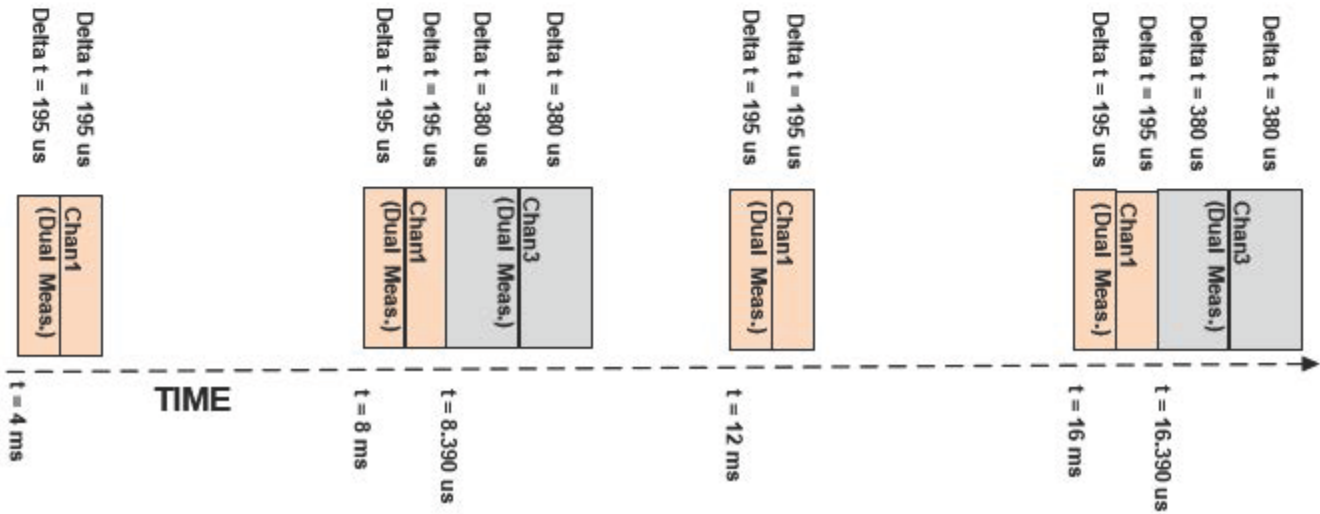 Delta t = 195 us
Delta t = 195 us
Delta t = 195 us
Delta t = 195 us
Delta t = 380 us
Delta t = 380 us
Delta t = 195 us
Delta t = 195 us
Delta t = 195 us
Delta t = 195 us
Delta t = 380 us
Delta t = 380 us
Chan1
(Dual Meas.)
Chan1
(Dual Meas.)
Chan3
(Dual Meas.)
Chan1
(Dual Meas.)
Chan1
(Dual Meas.)
Chan3
(Dual Meas.)
t = 4 ms
TIME
t = 8 ms
t = 8.390 us
t = 12 ms
t = 16 ms
t = 16.390 us